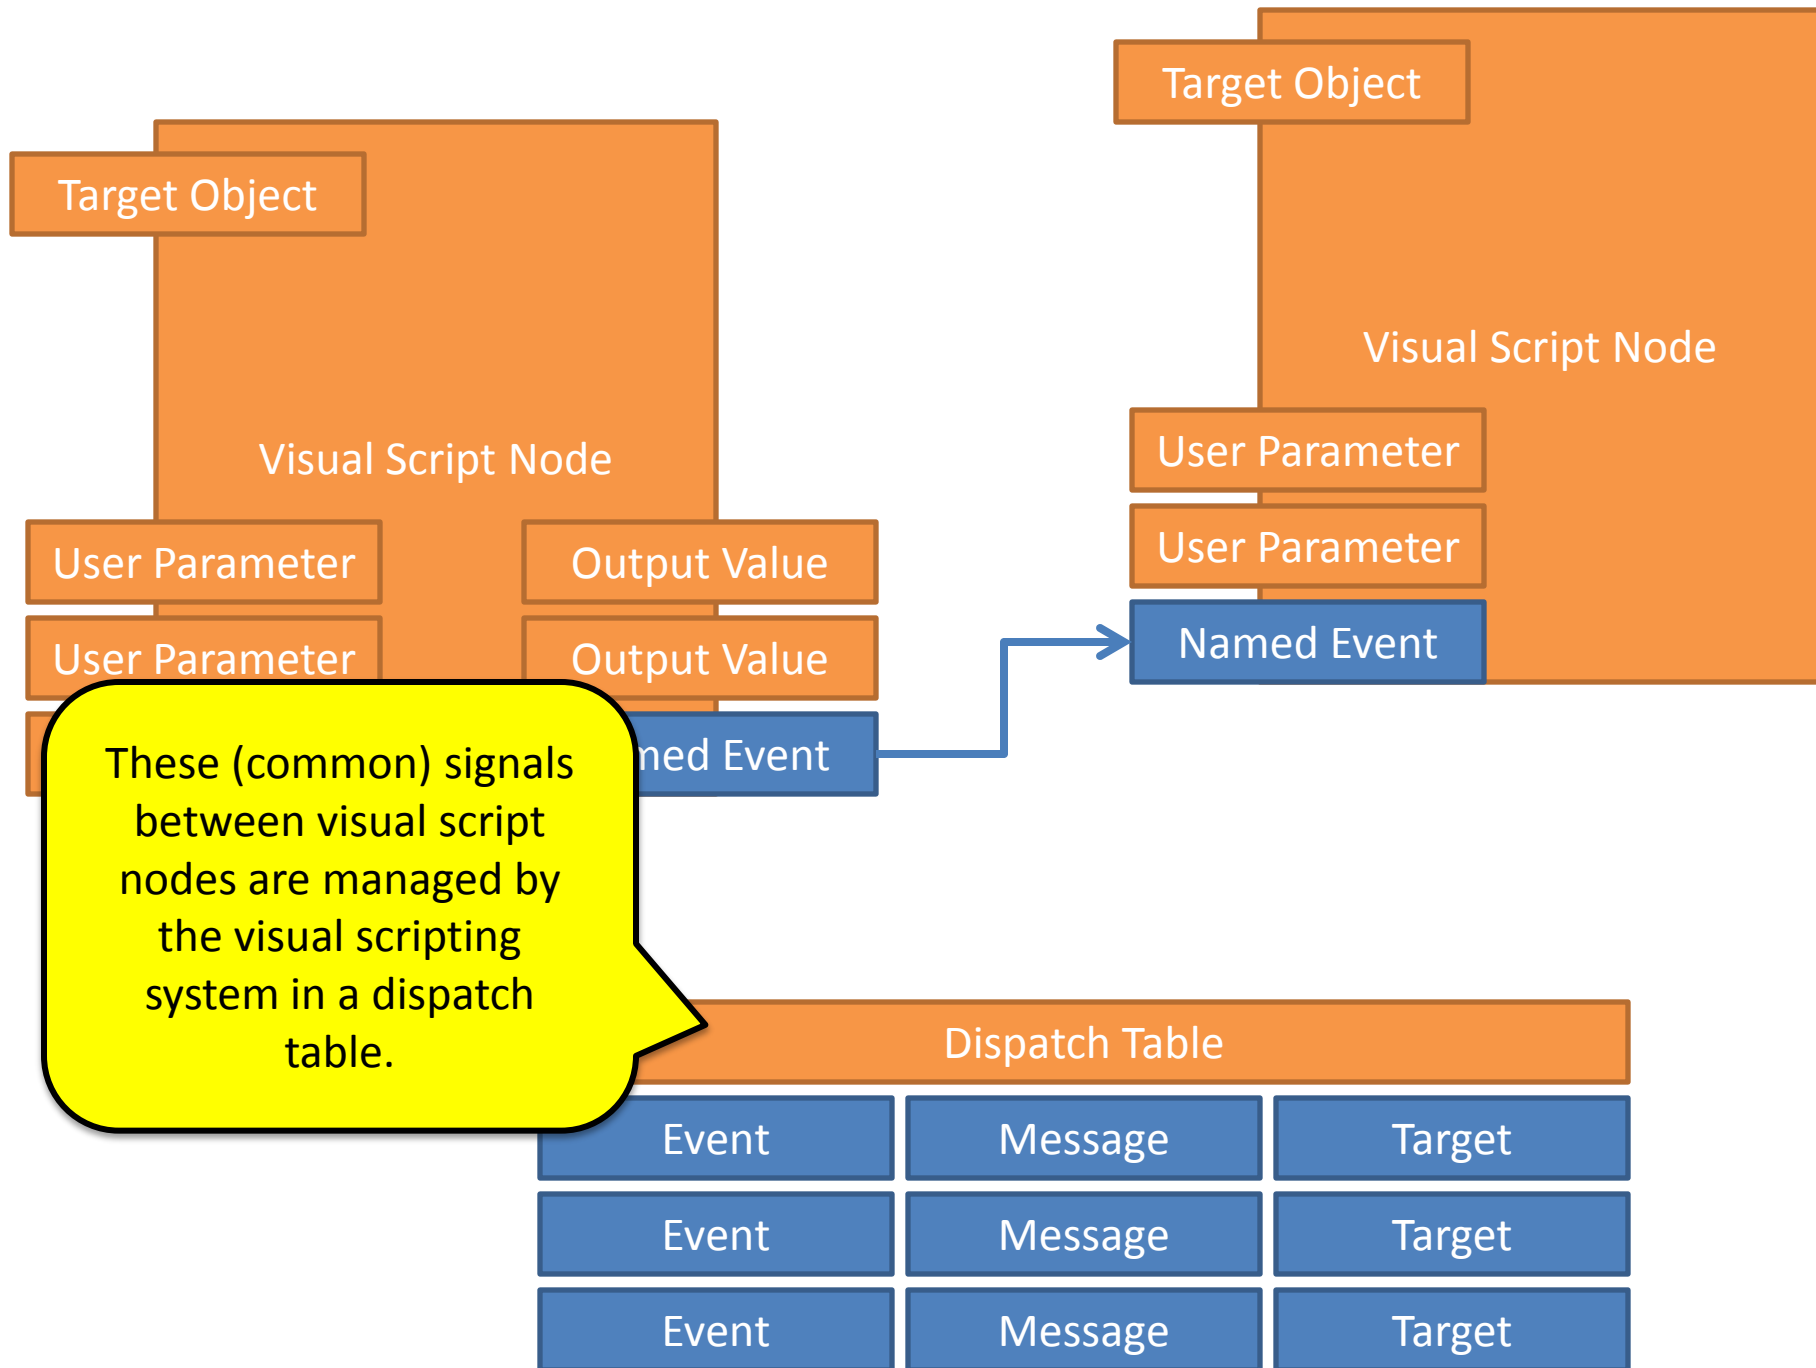 Target Object
Visual Script Node
User Parameter
User Parameter
Named Event
Target Object
Visual Script Node
User Parameter
Output Value
User Parameter
Output Value
Event
These (common) signals
between visual script
nodes are managed by
the visual scripting
system in a dispatch
table.
Dispatch Table
Event
Message
Target
Event
Message
Target
Event
Message
Target